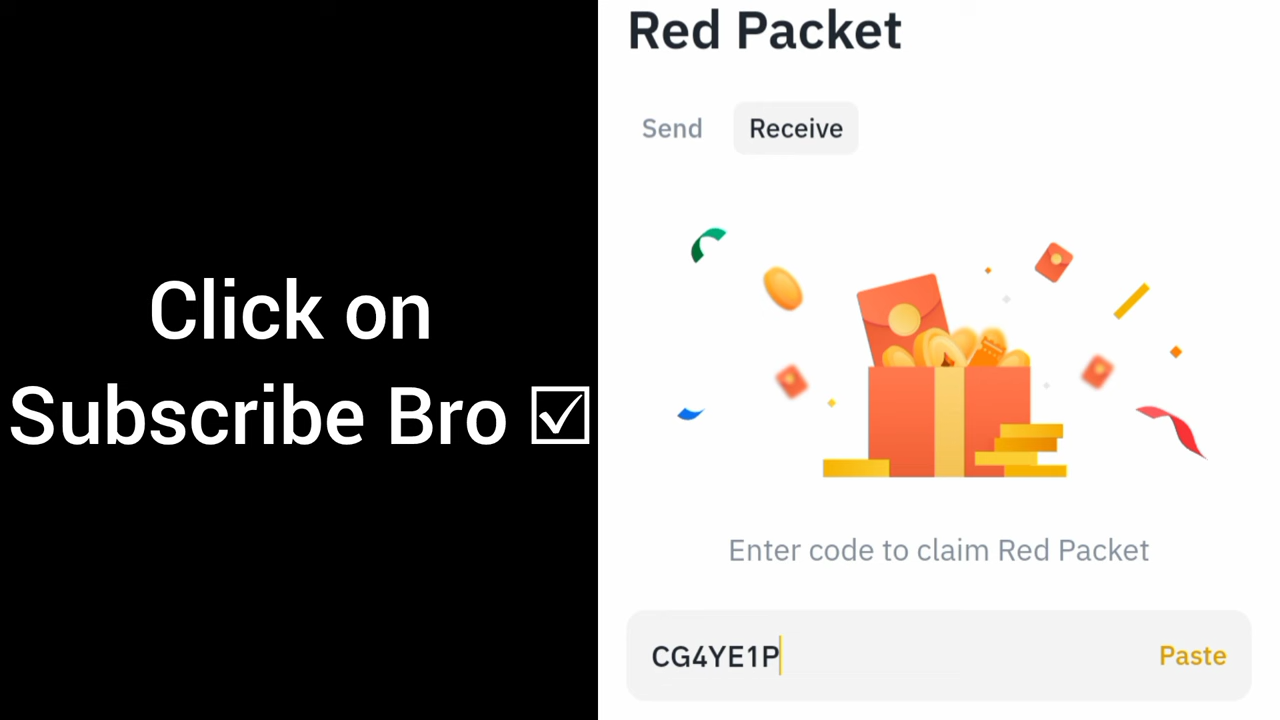 Click on
Subscribe Bro ☑
Red Packet
Send
Receive
Enter code to claim Red Packet
CG4YE1P
Paste